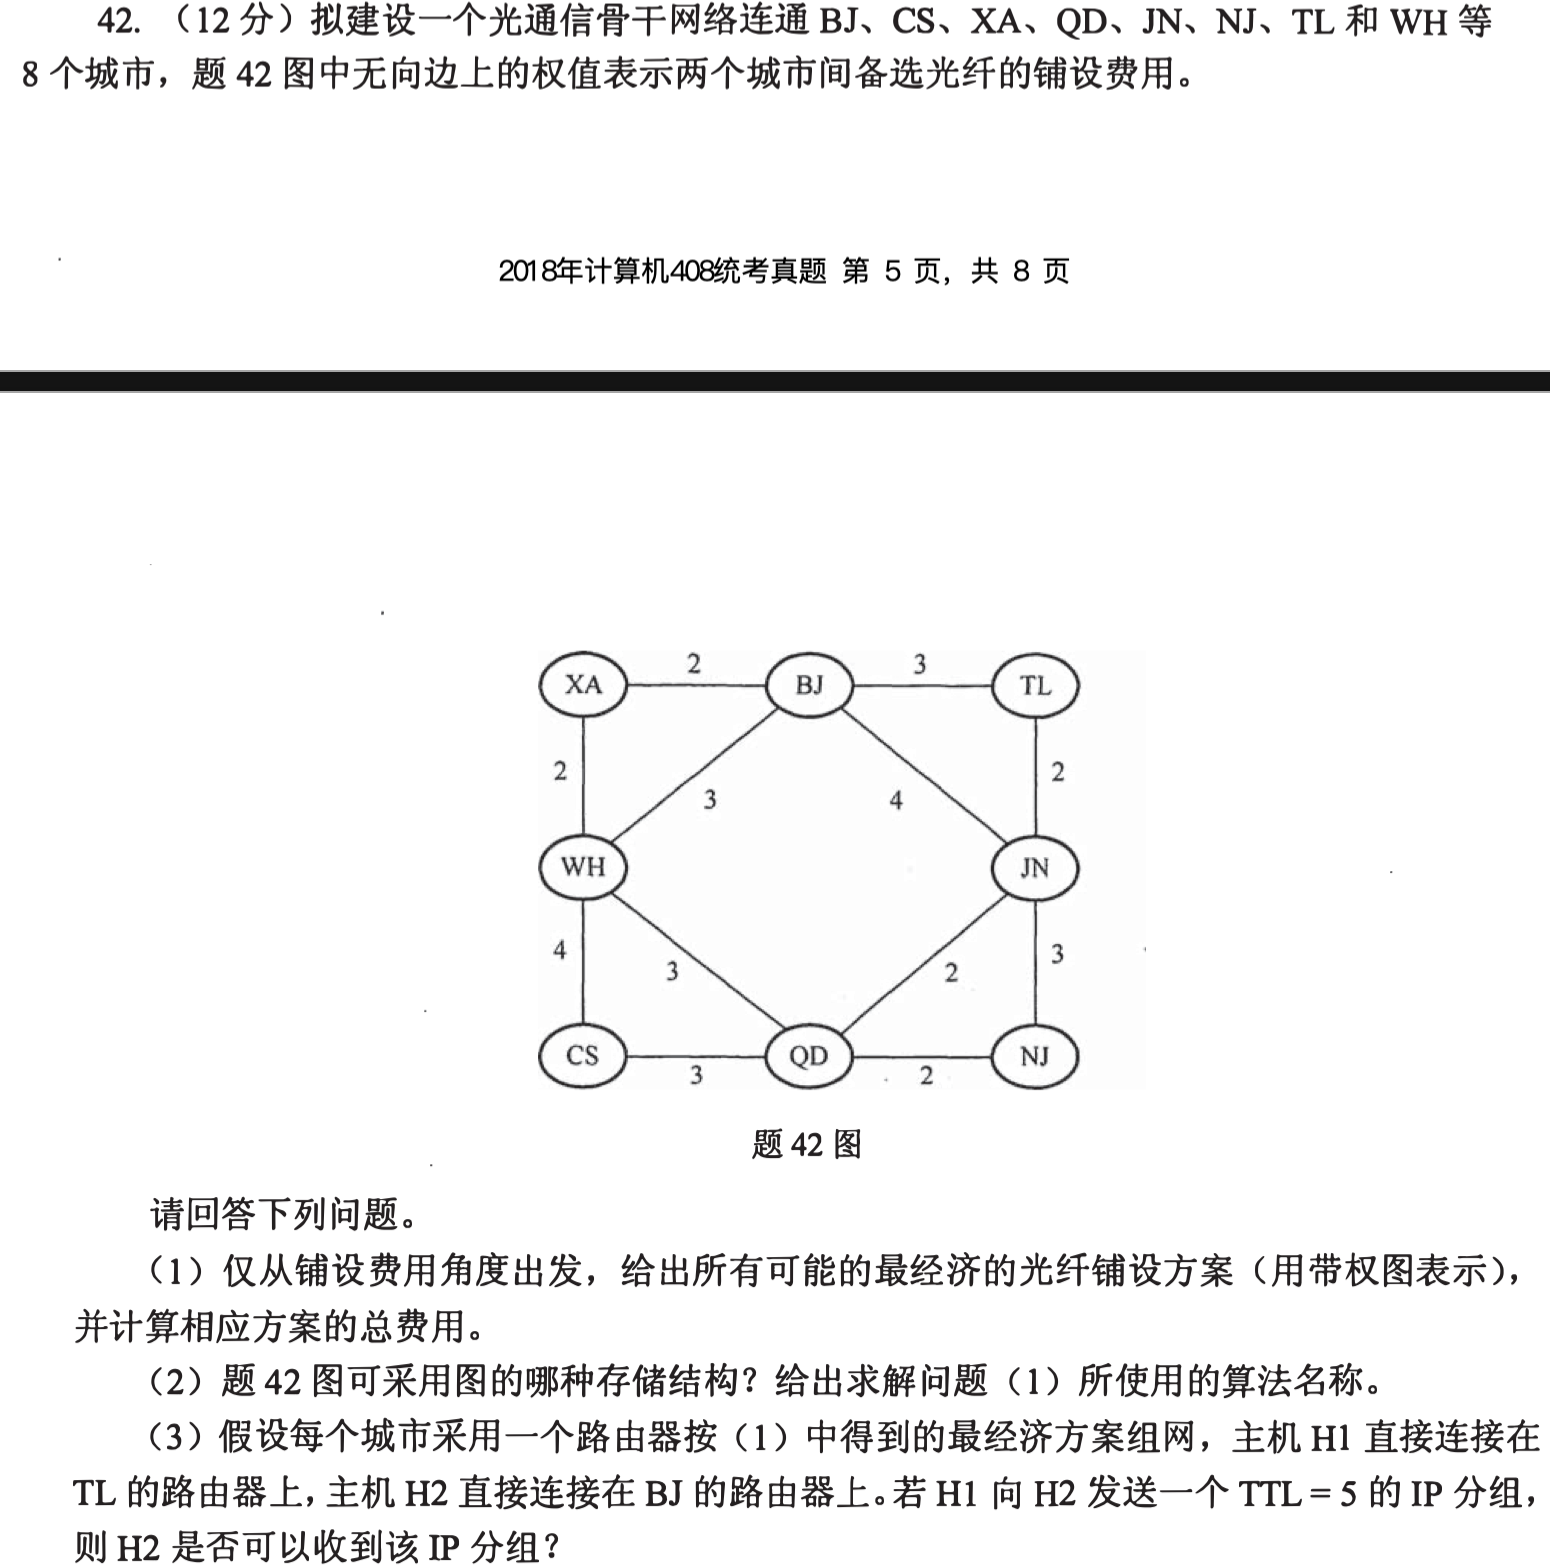 42. （12 分）拟建设一个光通信骨干网络连通 BJ、CS、XA、QD、JN、NJ、TL 和 WH 等
8 个城市，题 42 图中无向边上的权值表示两个城市间备选光纤的铺设费用。
2018年计算机408统考真题 第 5 页，共 8 页
XA 2 BJ 3 TL
2 3 4 2
WH JN
4 3 2 3
CS 3 QD 2 NJ
题 42 图
请回答下列问题。
（1）仅从铺设费用角度出发，给出所有可能的最经济的光纤铺设方案（用带权图表示），
并计算相应方案的总费用。
（2）题 42 图可采用图的哪种存储结构？给出求解问题（1）所使用的算法名称。
（3）假设每个城市采用一个路由器按（1）中得到的最经济方案组网，主机 H1 直接连接在
TL 的路由器上，主机 H2 直接连接在 BJ 的路由器上。若 H1 向 H2 发送一个 TTL = 5 的 IP 分组，
则 H2 是否可以收到该 IP 分组？